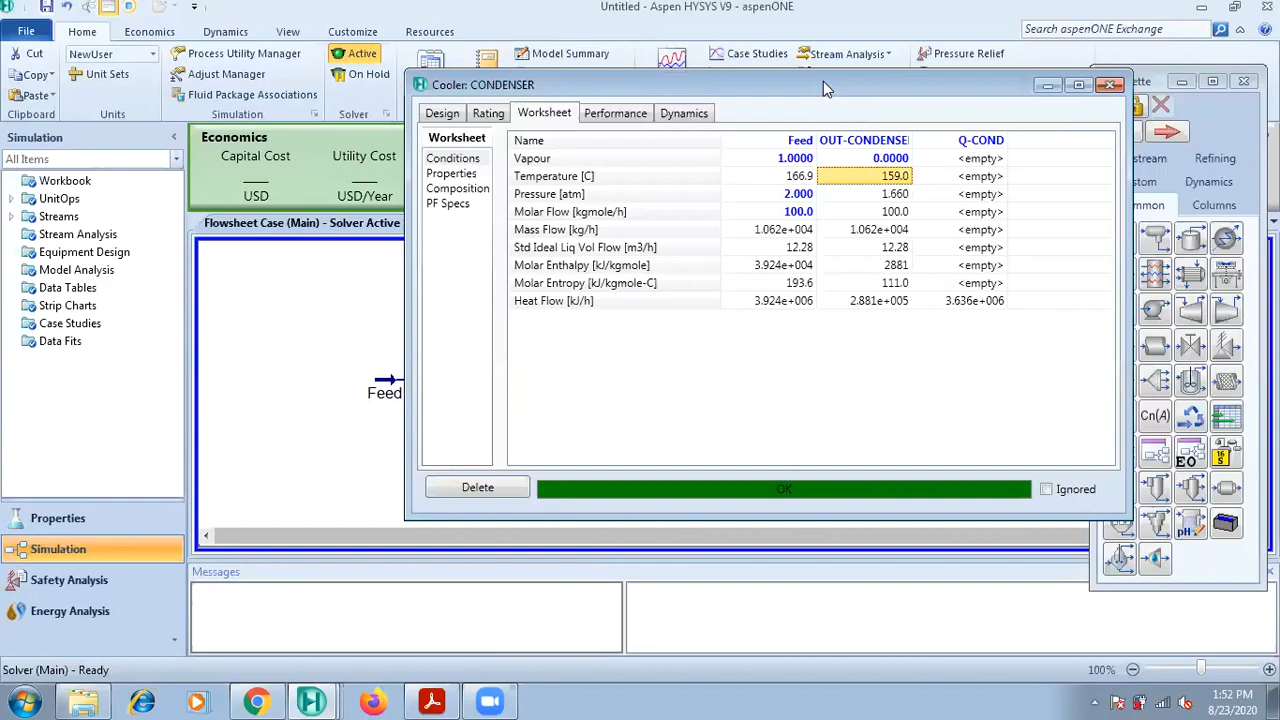 Untitled - Aspen HYSYS V9 - aspenONE
File Home Economics Dynamics View Customize Resources Search aspenONE Exchange
Cut NewUser Process Utility Manager Active Model Summary Case Studies Stream Analysis Pressure Relief
Copy Unit Sets Adjust Manager On Hold
Paste Fluid Package Associations
Clipboard Units Simulation Solver
Simulation
All Items
Workbook
UnitOps
Streams
Stream Analysis
Equipment Design
Model Analysis
Data Tables
Strip Charts
Case Studies
Data Fits
Properties
Simulation
Safety Analysis
Energy Analysis
Economics
Capital Cost Utility Cost
USD USD/Year
Flowsheet Case (Main) - Solver Active
Feed
Cooler: CONDENSER
Design Rating Worksheet Performance Dynamics
Worksheet
Conditions
Properties
Composition
PF Specs
Name Feed OUT-CONDENSE Q-COND
Vapour 1.0000 0.0000 <empty>
Temperature [C] 166.9 159.0 <empty>
Pressure [atm] 2.000 1.660 <empty>
Molar Flow [kgmole/h] 100.0 100.0 <empty>
Mass Flow [kg/h] 1.062e+004 1.062e+004 <empty>
Std Ideal Liq Vol Flow [m3/h] 12.28 12.28 <empty>
Molar Enthalpy [kJ/kgmole] 3.924e+004 2881 <empty>
Molar Entropy [kJ/kgmole-C] 193.6 111.0 <empty>
Heat Flow [kJ/h] 3.924e+006 2.881e+005 3.636e+006
Delete OK Ignored
ette
tream Refining
tom Dynamics
mmon Columns
Cn(A)
EO 16 S
pH
Messages
Solver (Main) - Ready 100%
1:52 PM
8/23/2020